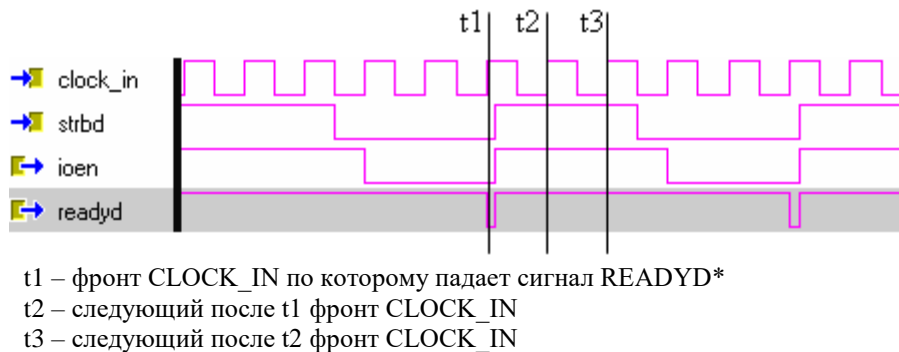 t1 t2 t3
clock_in
strbd
ioen
readyd
t1 – фронт CLOCK_IN по которому падает сигнал READYD*
t2 – следующий после t1 фронт CLOCK_IN
t3 – следующий после t2 фронт CLOCK_IN